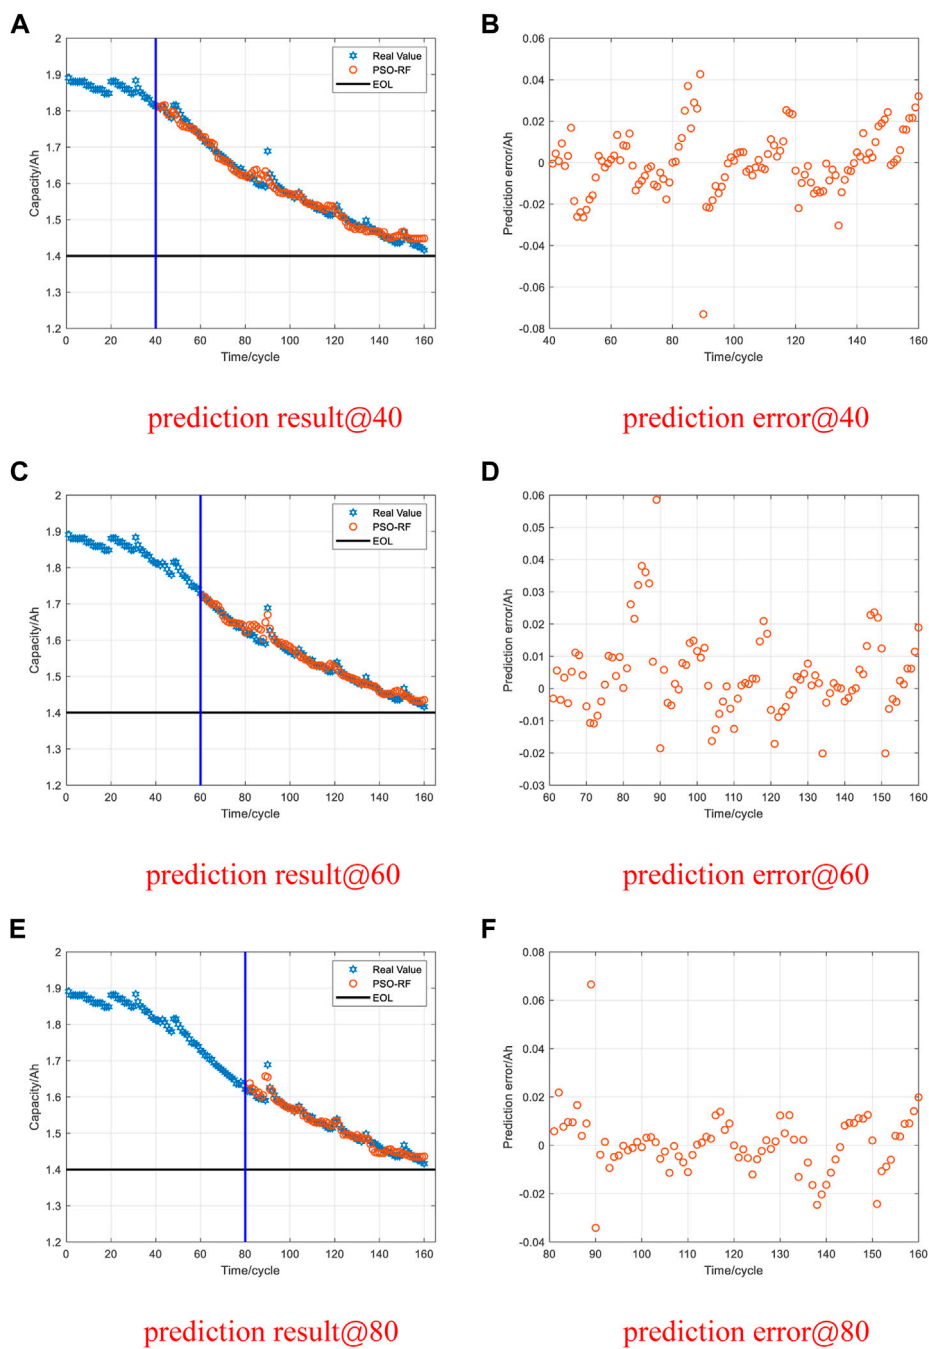 A
2
1.9
1.8
1.7
1.6
1.5
1.4
1.3
1.2
Capacity/Ah
Real Value
PSO-RF
EOL
0 20 40 60 80 100 120 140 160
Time/cycle
prediction result@40
B
0.06
0.04
0.02
0
-0.02
-0.04
-0.06
-0.08
Prediction error/Ah
40 60 80 100 120 140 160
Time/cycle
prediction error@40
C
2
1.9
1.8
1.7
1.6
1.5
1.4
1.3
1.2
Capacity/Ah
Real Value
PSO-RF
EOL
0 20 40 60 80 100 120 140 160
Time/cycle
prediction result@60
D
0.06
0.05
0.04
0.03
0.02
0.01
0
-0.01
-0.02
-0.03
Prediction error/Ah
61 70 80 90 100 110 120 130 140 150 160
Time/cycle
prediction error@60
E
2
1.9
1.8
1.7
1.6
1.5
1.4
1.3
1.2
Capacity/Ah
Real Value
PSO-RF
EOL
0 20 40 60 80 100 120 140 160
Time/cycle
prediction result@80
F
0.08
0.06
0.04
0.02
0
-0.02
-0.04
Prediction error/Ah
80 90 100 110 120 130 140 150 160
Time/cycle
prediction error@80